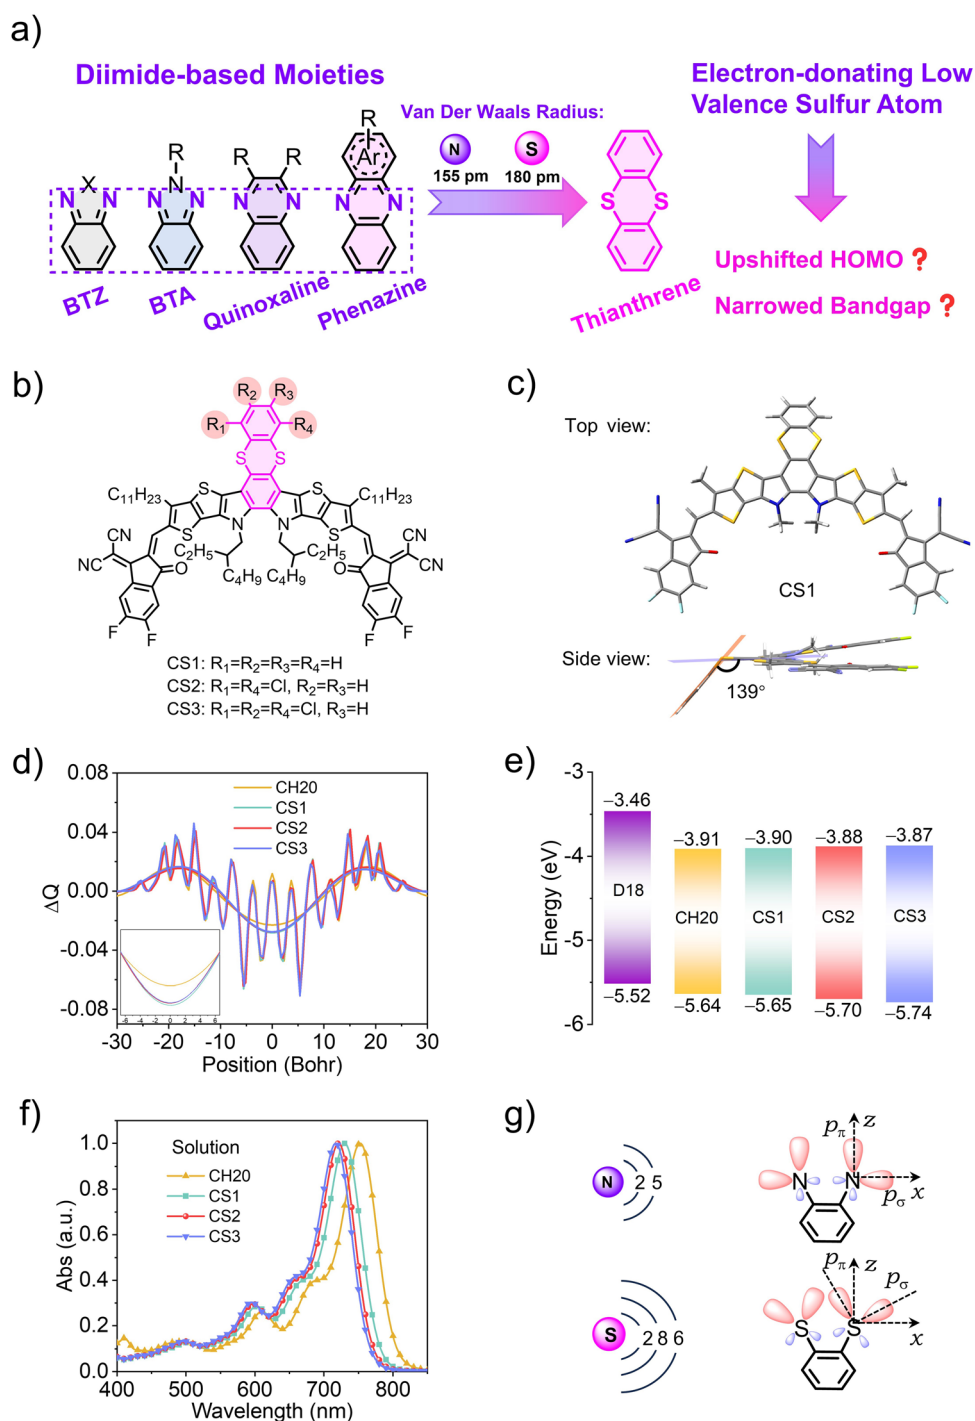 a)
Diimide-based Moieties
Electron-donating Low
Valence Sulfur Atom
Van Der Waals Radius:
N
S
155 pm
180 pm
R
R
R
R
Ar
X
N
N
N
N
N
N
N
N
N
S
S
BTZ
BTA
Quinoxaline
Phenazine
Thianthrene
Upshifted HOMO ?
Narrowed Bandgap ?
b)
R₂
R₃
R₁
R₄
S
S
C₁₁H₂₃
S
S
C₁₁H₂₃
S
N
N
S
CN
NC
O
C₂H₅
C₂H₅
O
CN
CN
C₄H₉
C₄H₉
F
F
F
F
CS1: R₁=R₂=R₃=R₄=H
CS2: R₁=R₄=Cl, R₂=R₃=H
CS3: R₁=R₂=R₄=Cl, R₃=H
c)
Top view:
CS1
Side view:
139°
d)
0.08
0.04
0.00
-0.04
-0.08
ΔQ
CH20
CS1
CS2
CS3
-6 -4 -2 0 2 4 6
-30 -20 -10 0 10 20 30
Position (Bohr)
e)
-3
-4
-5
-6
Energy (eV)
−3.46
−3.91
−3.90
−3.88
−3.87
D18
CH20
CS1
CS2
CS3
−5.52
−5.64
−5.65
−5.70
−5.74
f)
1.0
0.8
0.6
0.4
0.2
0.0
Abs (a.u.)
Solution
CH20
CS1
CS2
CS3
400 500 600 700 800
Wavelength (nm)
g)
N
2 5
pπ
z
N
N
pσ
x
S
2 8 6
pπ
z
pσ
S
S
x